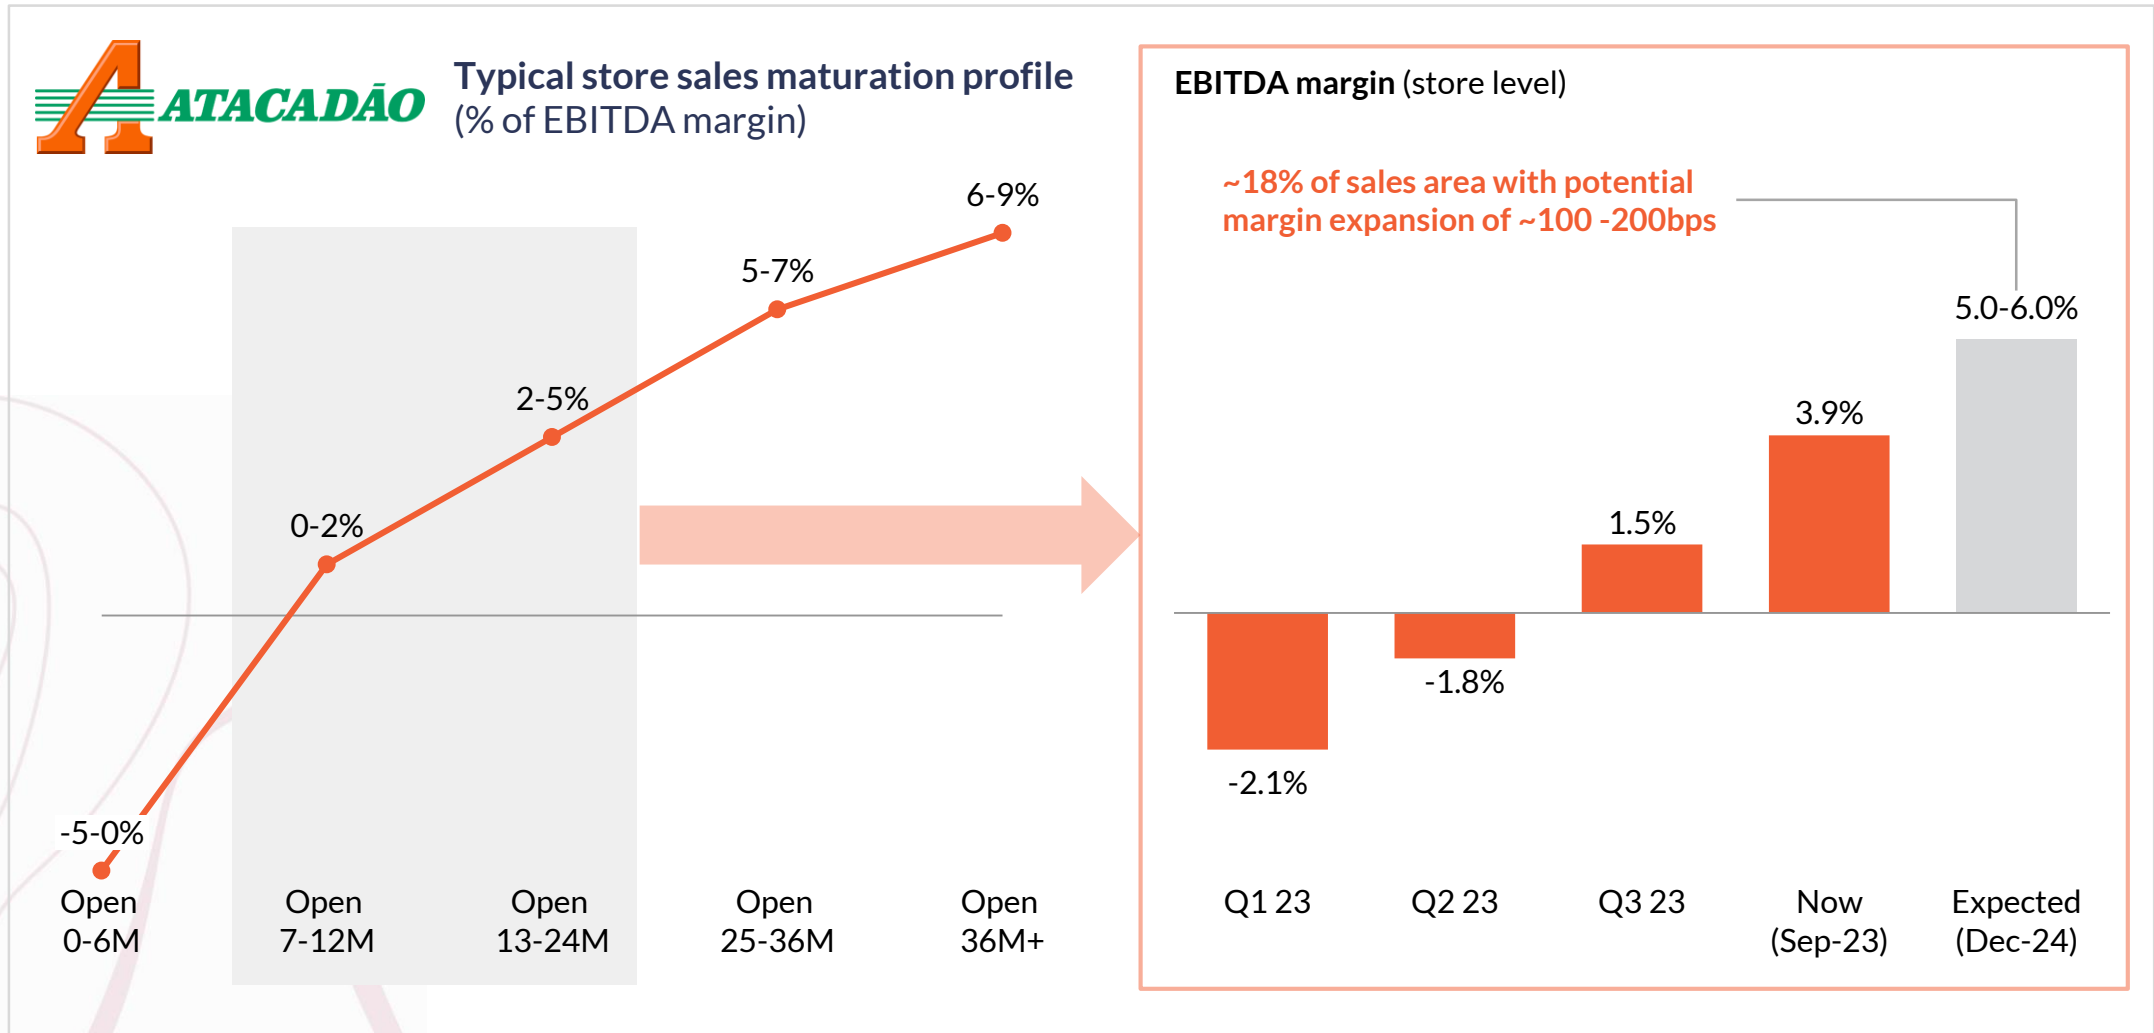 ATACADÃO
Typical store sales maturation profile
(% of EBITDA margin)
-5-0%
0-2%
2-5%
5-7%
6-9%
Open
0-6M
Open
7-12M
Open
13-24M
Open
25-36M
Open
36M+
EBITDA margin (store level)
~18% of sales area with potential
margin expansion of ~100 -200bps
-2.1%
-1.8%
1.5%
3.9%
5.0-6.0%
Q1 23
Q2 23
Q3 23
Now
(Sep-23)
Expected
(Dec-24)